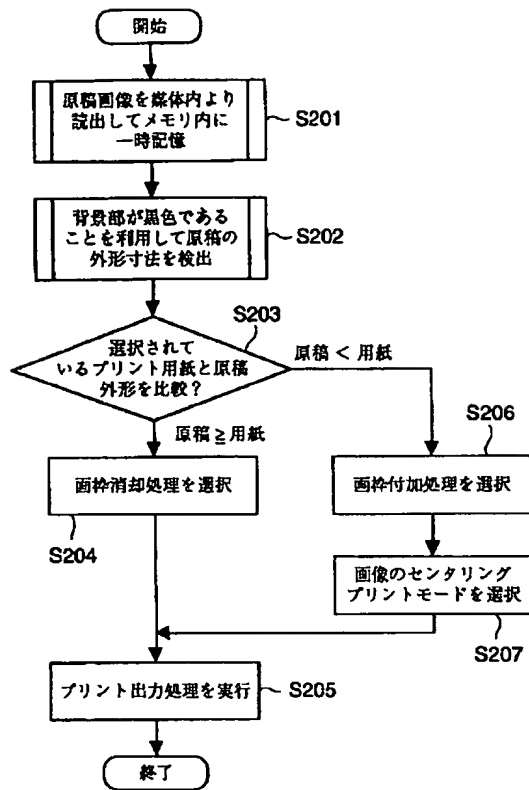 開始
原稿画像を媒体内より
読出してメモリ内に
一時記憶
S201
背景部が黒色である
ことを利用して原稿の
外形寸法を検出
S202
S203
選択されて
いるプリント用紙と原稿
外形を比較？
原稿 < 用紙
原稿 ≧ 用紙
S206
画枠消却処理を選択
画枠付加処理を選択
S204
画像のセンタリング
プリントモードを選択
S207
プリント出力処理を実行
S205
終了